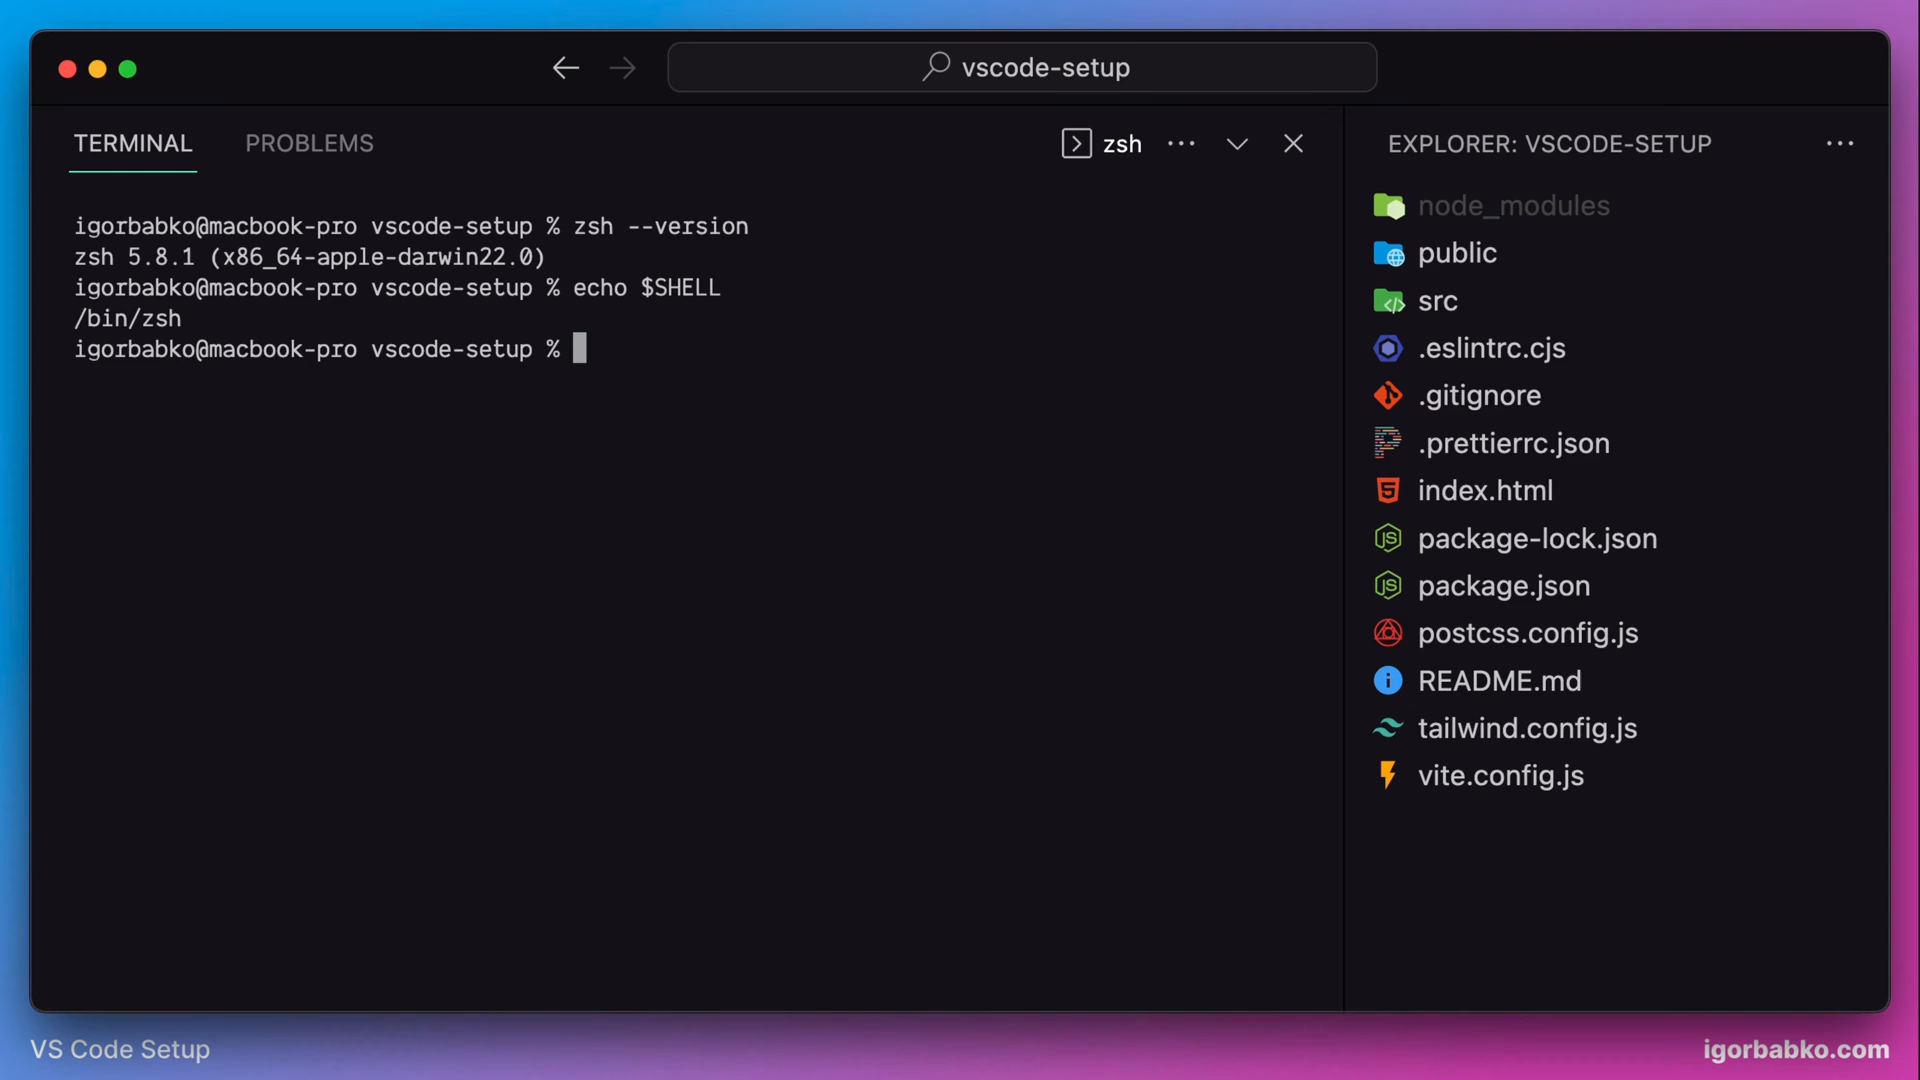 vscode-setup
TERMINAL PROBLEMS
zsh
igorbabko@macbook-pro vscode-setup % zsh --version
zsh 5.8.1 (x86_64-apple-darwin22.0)
igorbabko@macbook-pro vscode-setup % echo $SHELL
/bin/zsh
igorbabko@macbook-pro vscode-setup %
EXPLORER: VSCODE-SETUP
node_modules
public
src
.eslintrc.cjs
.gitignore
.prettierrc.json
index.html
package-lock.json
package.json
postcss.config.js
README.md
tailwind.config.js
vite.config.js
VS Code Setup
igorbabko.com